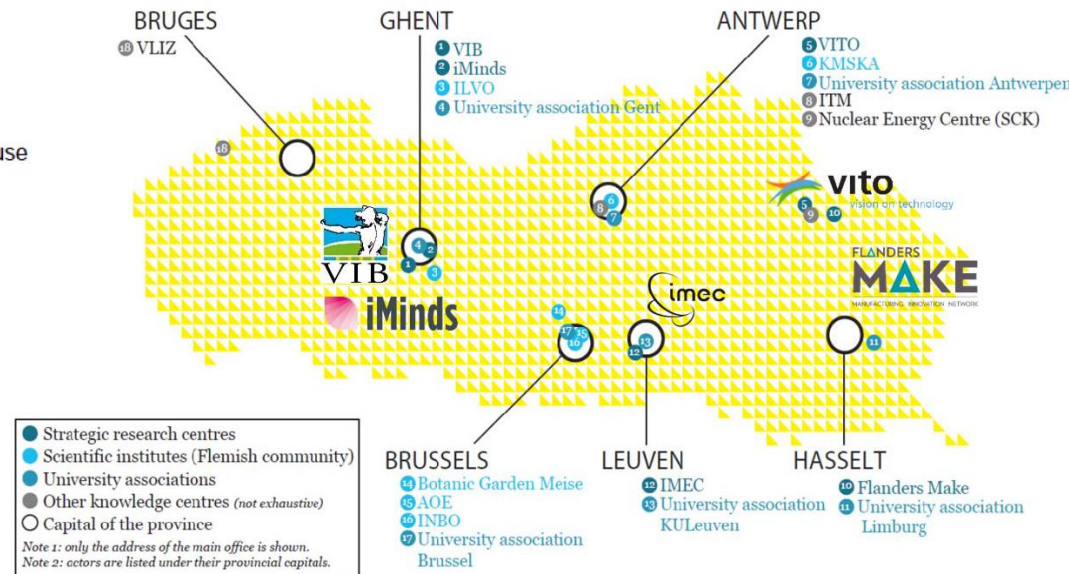 BRUGES
18 VLIZ
GHENT
1 VIB
2 iMinds
3 ILVO
4 University association Gent
ANTWERP
5 VITO
6 KMSKA
7 University association Antwerpen
8 ITM
9 Nuclear Energy Centre (SCK)
use
18
vito
vision on technology
5
9
10
6
8
7
VIB
4
2
1
3
FLANDERS
MAKE
MANUFACTURING INNOVATION NETWORK
imec
iMinds
14
17
15
16
13
12
11
Strategic research centres
Scientific institutes (Flemish community)
University associations
Other knowledge centres (not exhaustive)
Capital of the province
Note 1: only the address of the main office is shown.
Note 2: actors are listed under their provincial capitals.
BRUSSELS
14 Botanic Garden Meise
15 AOE
16 INBO
17 University association
Brussel
LEUVEN
12 IMEC
13 University association
KULeuven
HASSELT
10 Flanders Make
11 University association
Limburg